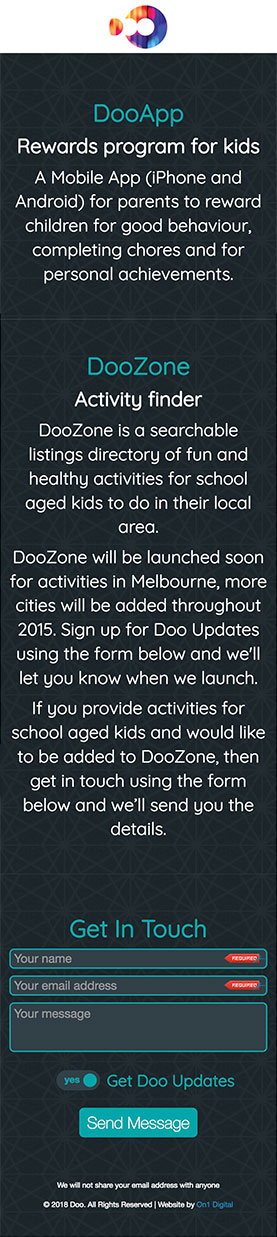 DooApp
Rewards program for kids
A Mobile App (iPhone and
Android) for parents to reward
children for good behaviour,
completing chores and for
personal achievements.
DooZone
Activity finder
DooZone is a searchable
listings directory of fun and
healthy activities for school
aged kids to do in their local
area.
DooZone will be launched soon
for activities in Melbourne, more
cities will be added throughout
2015. Sign up for Doo Updates
using the form below and we'll
let you know when we launch.
If you provide activities for
school aged kids and would like
to be added to DooZone, then
get in touch using the form
below and we’ll send you the
details.
Get In Touch
Your name REQUIRED
Your email address REQUIRED
Your message
yes Get Doo Updates
Send Message
We will not share your email address with anyone
© 2018 Doo. All Rights Reserved | Website by On1 Digital